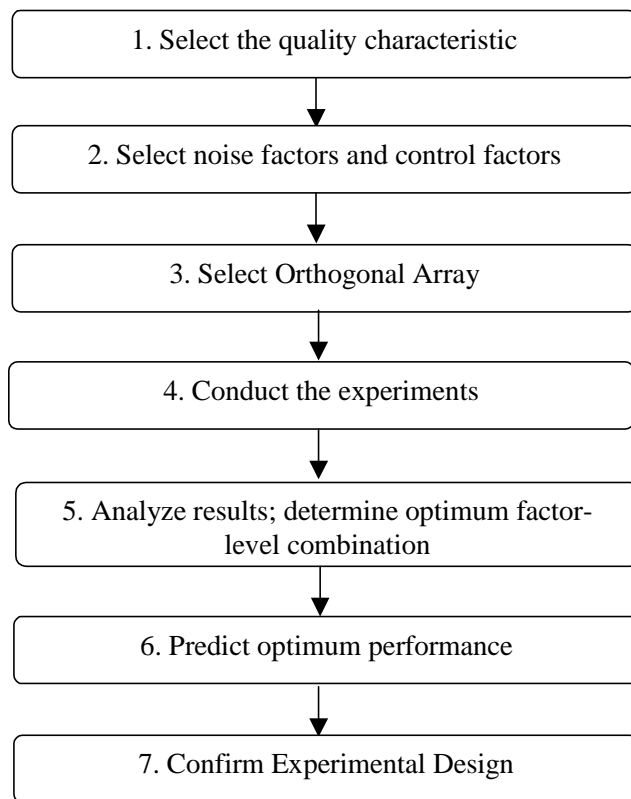 1. Select the quality characteristic
2. Select noise factors and control factors
3. Select Orthogonal Array
4. Conduct the experiments
5. Analyze results; determine optimum factor-
level combination
6. Predict optimum performance
7. Confirm Experimental Design